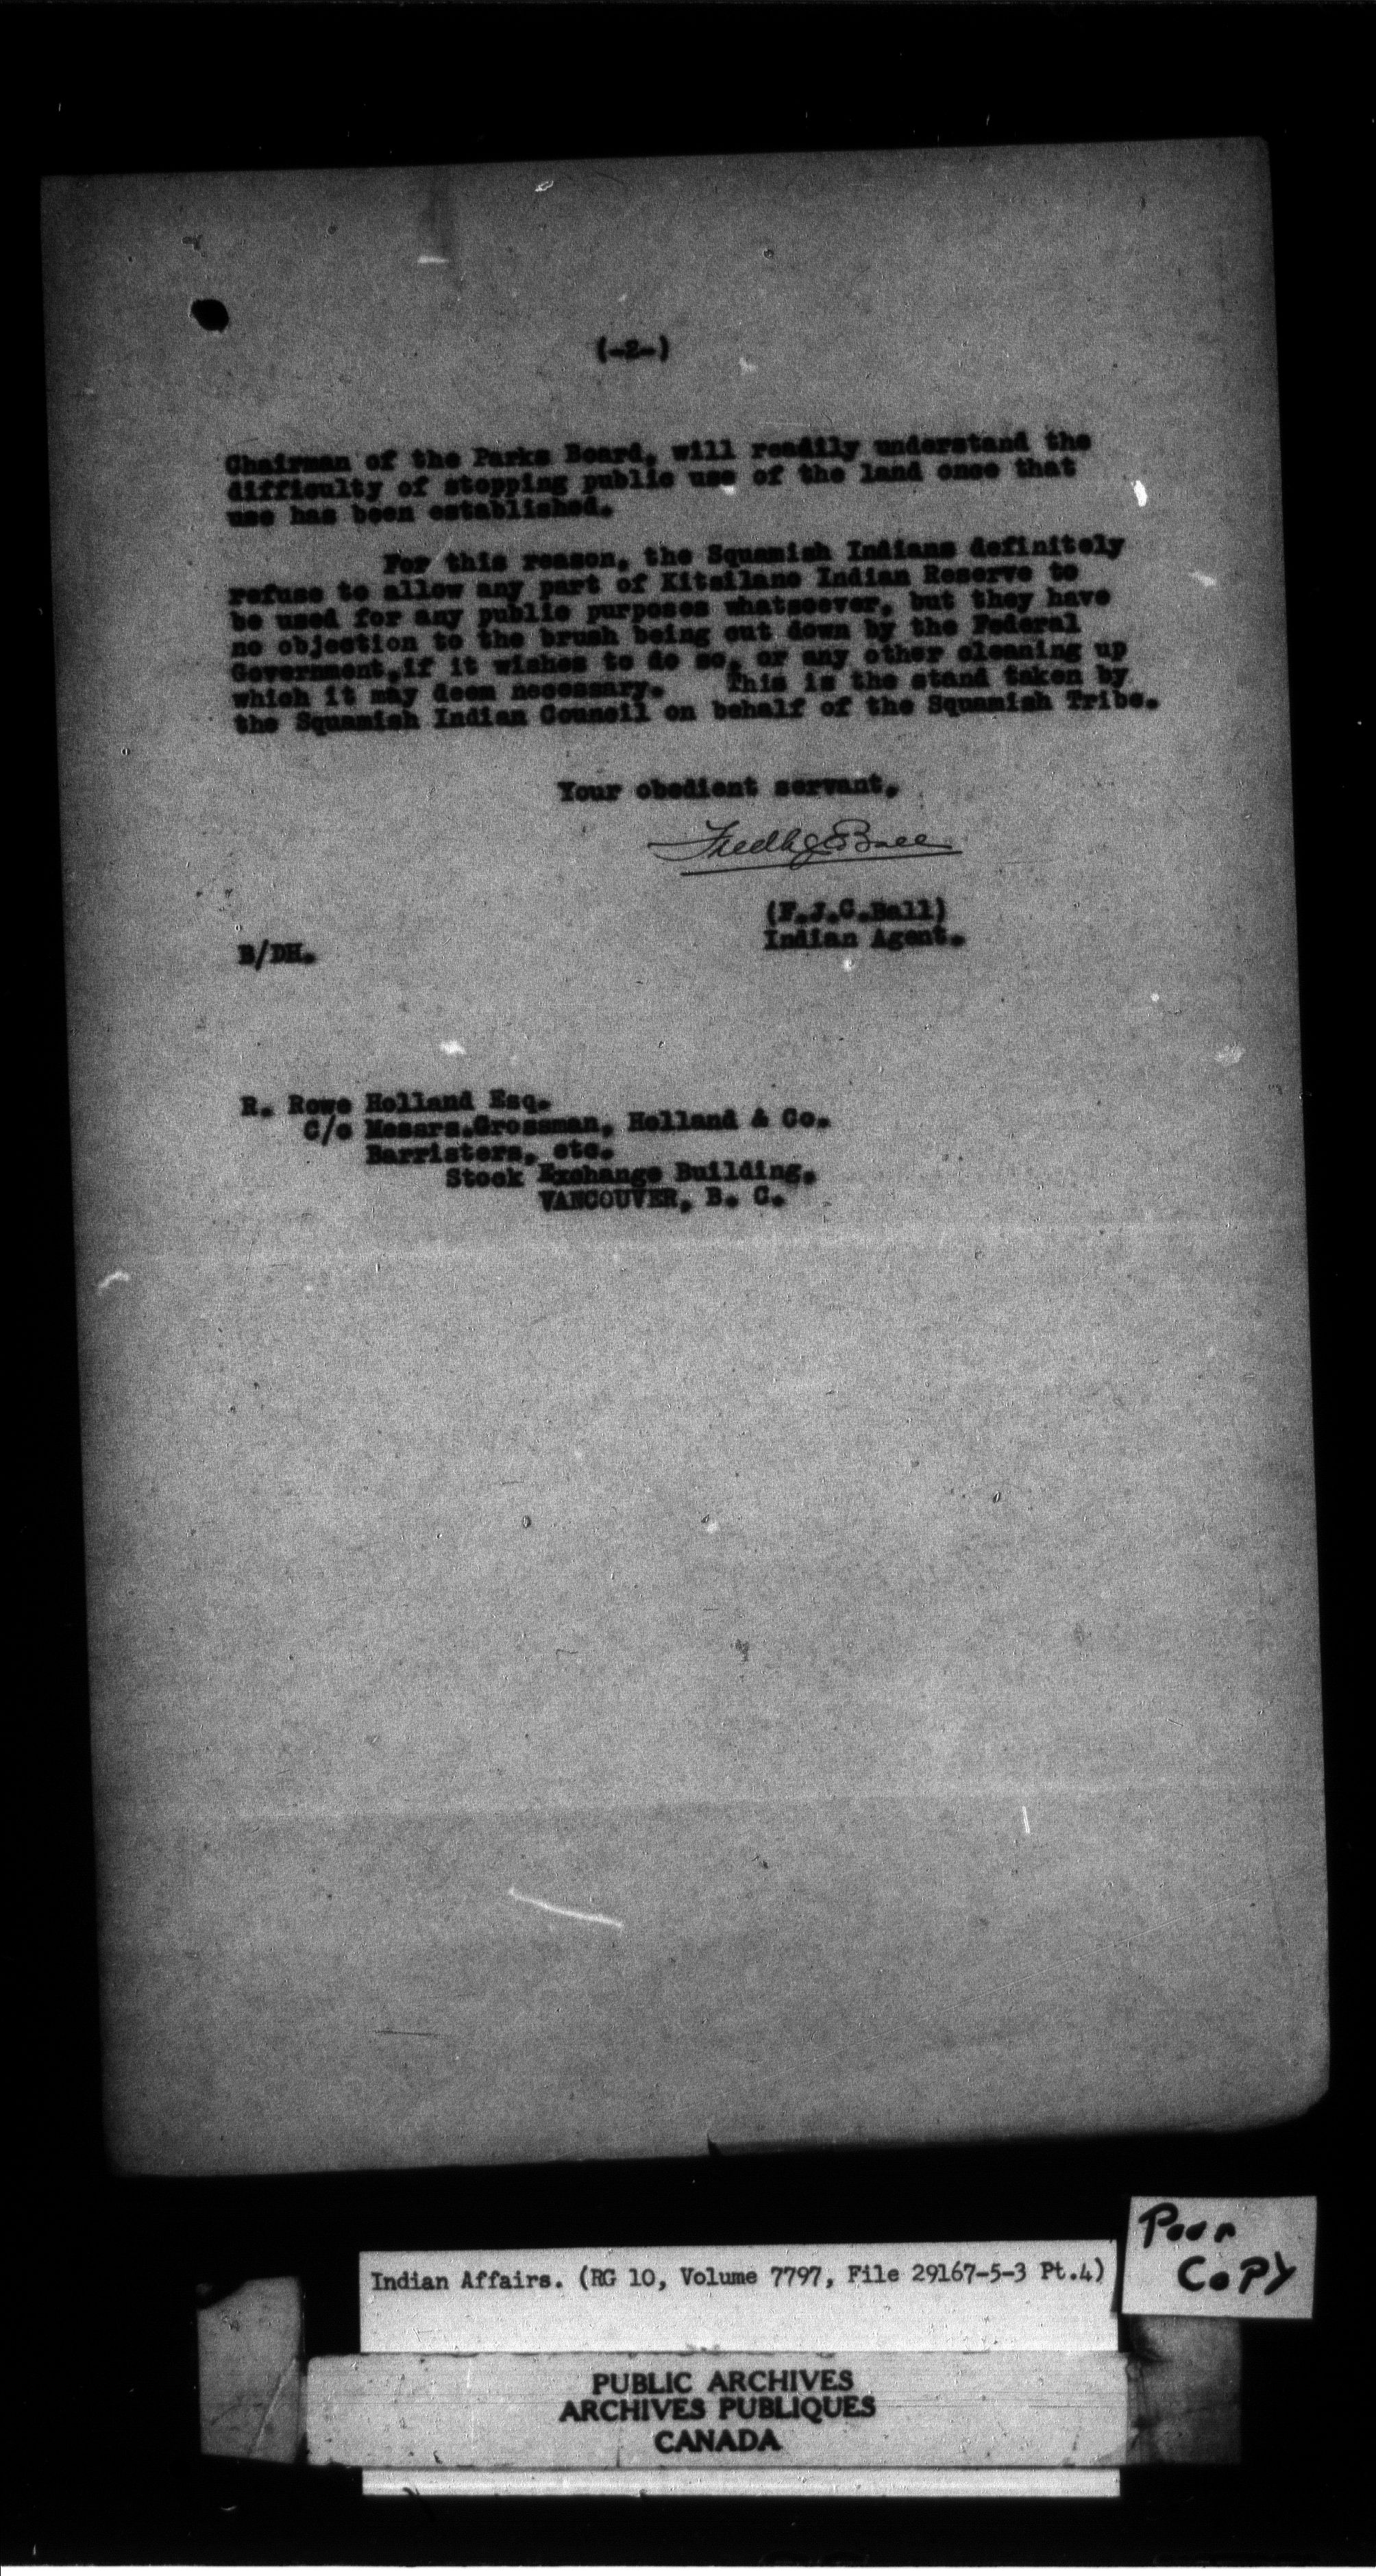 (-2-)
Chairman of the Parks Board, will readily understand the
difficulty of stopping public use of the land once that
use has been established.
For this reason, the Squamish Indians definitely
refuse to allow any part of Kitsilano Indian Reserve to
be used for any public purposes whatsoever, but they have
no objection to the brush being cut down by the Federal
Government,if it wishes to do so, or any other cleaning up
which it may deem necessary. This is the stand taken by
the Squamish Indian Council on behalf of the Squamish Tribe.
Your obedient servant,
Ball
(F.J.C.Ball)
Indian Agent.
B/DH.
R. Rowe Holland Esq.
C/o Messrs.Grossman, Holland & Co.
Barristers, etc.
Stock Exchange Building,
VANCOUVER, B. C.
Poor
Copy
Indian Affairs. (RG 10, Volume 7797, File 29167-5-3 Pt.4)
PUBLIC ARCHIVES
ARCHIVES PUBLIQUES
CANADA